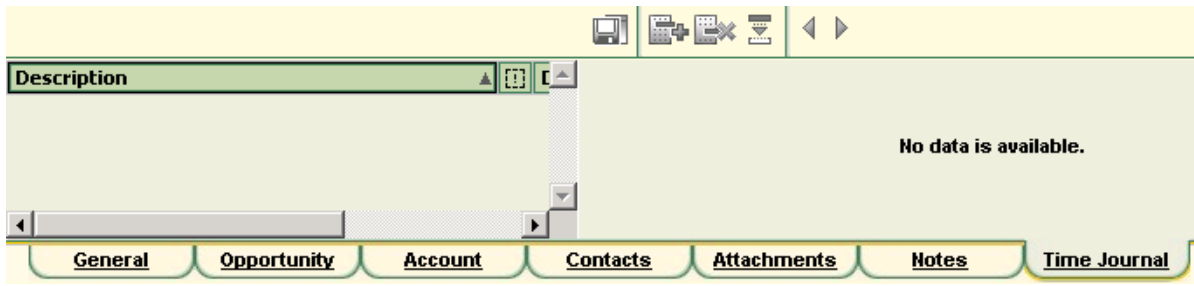 Description
No data is available.
General Opportunity Account Contacts Attachments Notes Time Journal